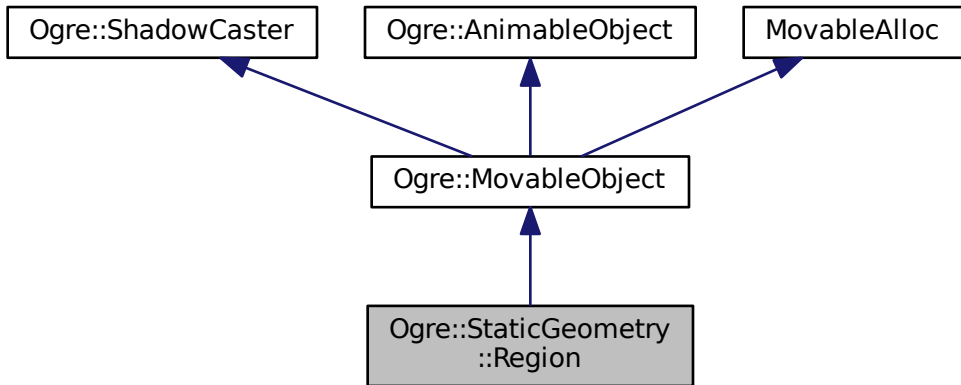 Ogre::ShadowCaster
Ogre::AnimableObject
MovableAlloc
Ogre::MovableObject
Ogre::StaticGeometry
::Region